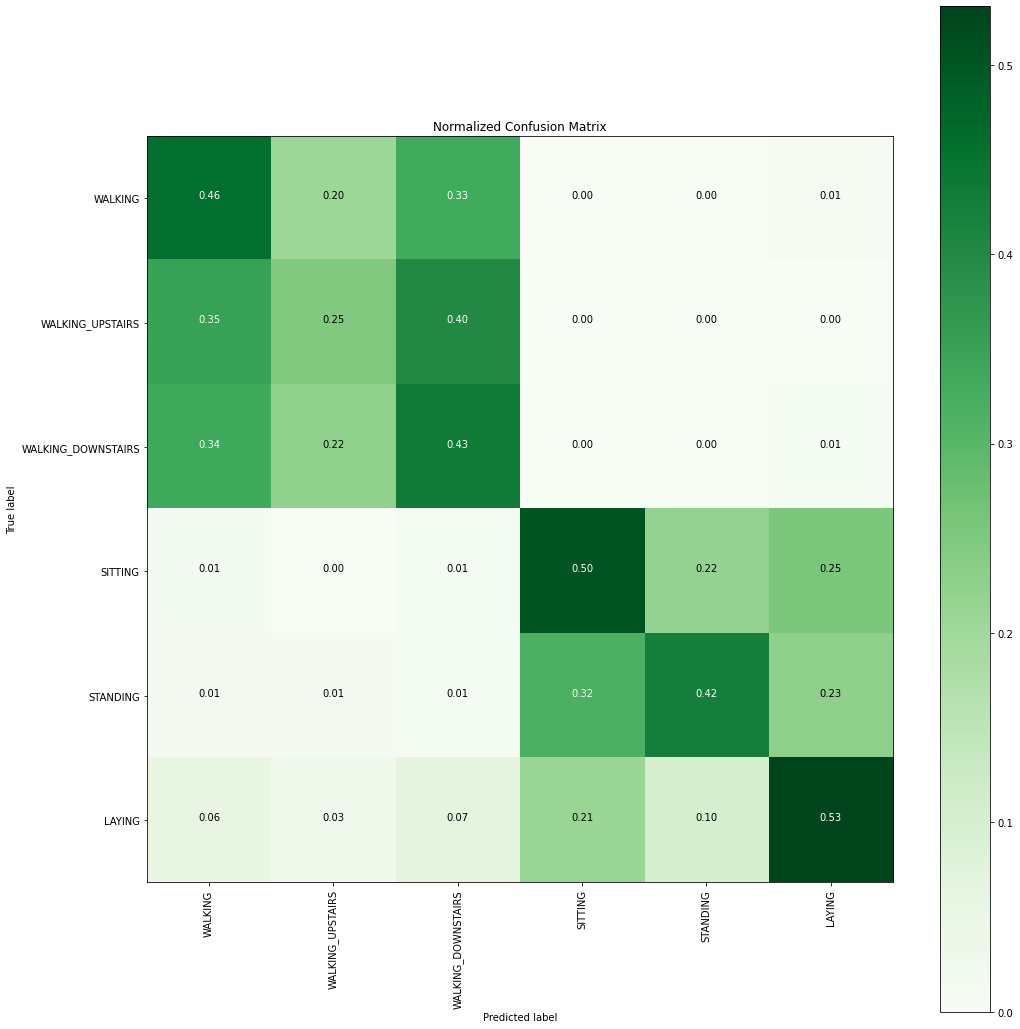 Normalized Confusion Matrix
WALKING 0.46 0.20 0.33 0.00 0.00 0.01
WALKING_UPSTAIRS 0.35 0.25 0.40 0.00 0.00 0.00
WALKING_DOWNSTAIRS 0.34 0.22 0.43 0.00 0.00 0.01
SITTING 0.01 0.00 0.01 0.50 0.22 0.25
STANDING 0.01 0.01 0.01 0.32 0.42 0.23
LAYING 0.06 0.03 0.07 0.21 0.10 0.53
True label
WALKING
WALKING_UPSTAIRS
WALKING_DOWNSTAIRS
SITTING
STANDING
LAYING
Predicted label
0.5
0.4
0.3
0.2
0.1
0.0